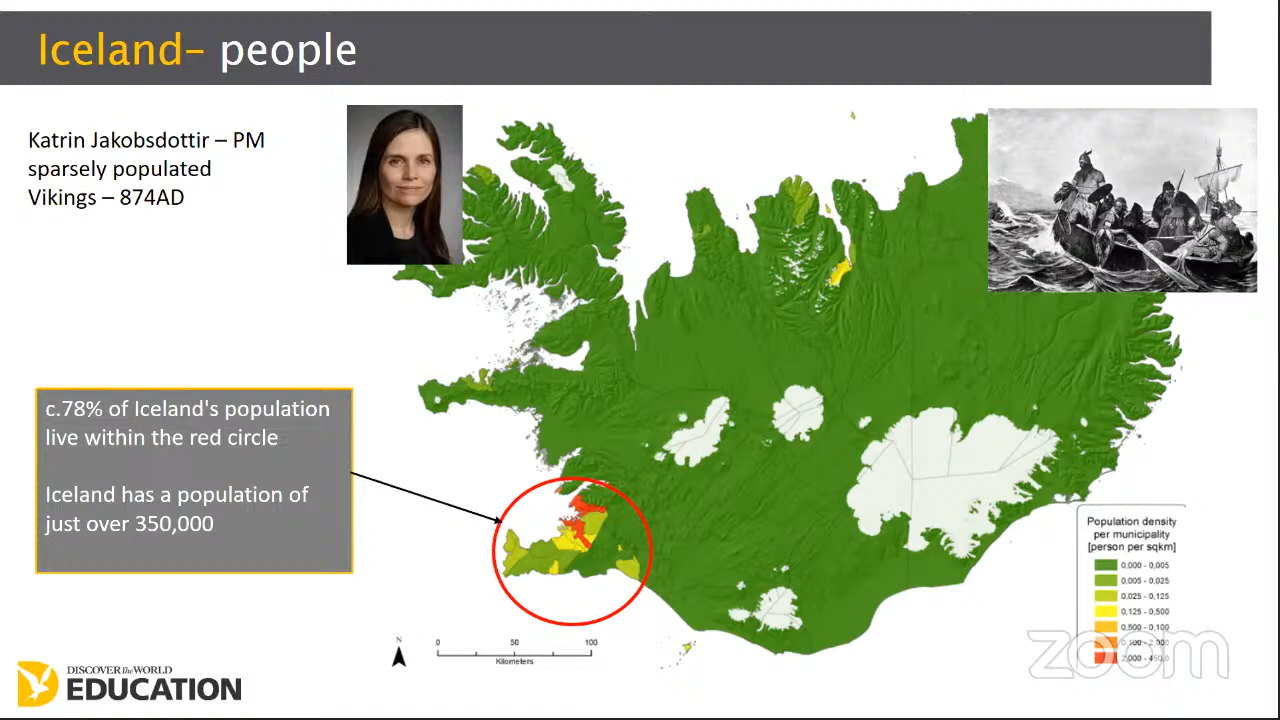 Iceland– people
Katrin Jakobsdottir – PM
sparsely populated
Vikings – 874AD
c.78% of Iceland's population
live within the red circle
Iceland has a population of
just over 350,000
Population density
per municipality
[person per sqkm]
0,000 - 0,005
0,005 - 0,025
0,025 - 0,125
0,125 - 0,500
0,500 - 0,100
N
0 50 100
Kilometers
zoom
DISCOVER the WORLD
EDUCATION